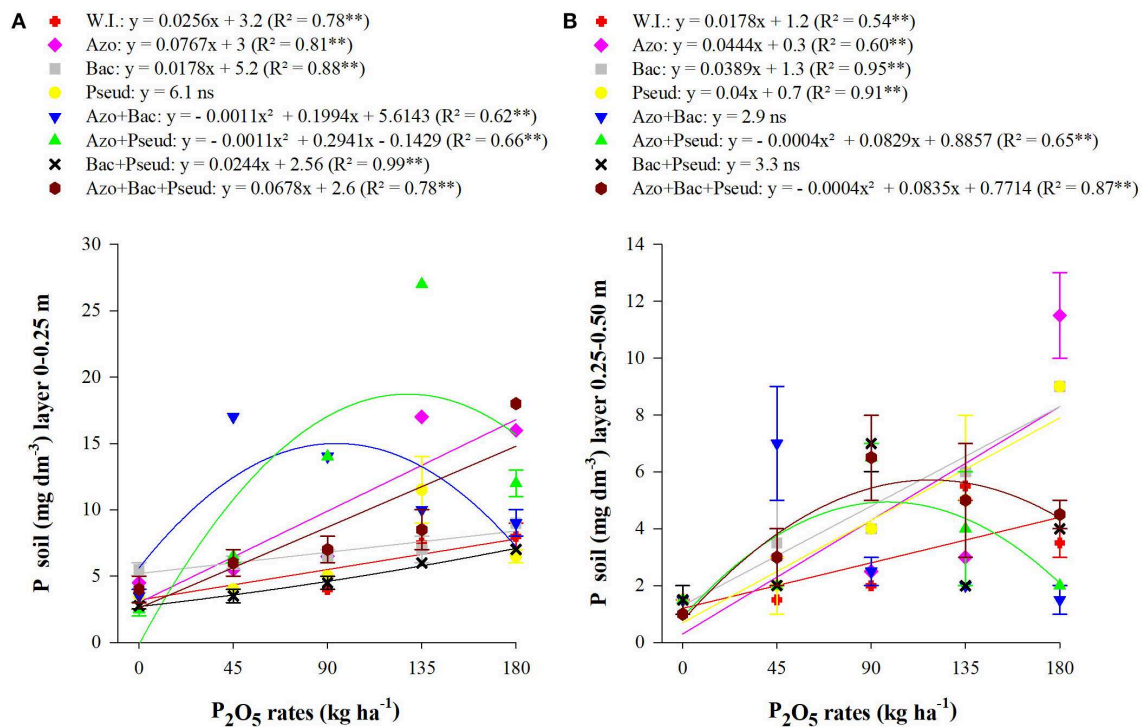 A
W.I.: y = 0.0256x + 3.2 (R² = 0.78**)
Azo: y = 0.0767x + 3 (R² = 0.81**)
Bac: y = 0.0178x + 5.2 (R² = 0.88**)
Pseud: y = 6.1 ns
Azo+Bac: y = - 0.0011x² + 0.1994x + 5.6143 (R² = 0.62**)
Azo+Pseud: y = - 0.0011x² + 0.2941x - 0.1429 (R² = 0.66**)
Bac+Pseud: y = 0.0244x + 2.56 (R² = 0.99**)
Azo+Bac+Pseud: y = 0.0678x + 2.6 (R² = 0.78**)
P soil (mg dm⁻³) layer 0-0.25 m
30
25
20
15
10
5
0
0 45 90 135 180
P₂O₅ rates (kg ha⁻¹)
B
W.I.: y = 0.0178x + 1.2 (R² = 0.54**)
Azo: y = 0.0444x + 0.3 (R² = 0.60**)
Bac: y = 0.0389x + 1.3 (R² = 0.95**)
Pseud: y = 0.04x + 0.7 (R² = 0.91**)
Azo+Bac: y = 2.9 ns
Azo+Pseud: y = - 0.0004x² + 0.0829x + 0.8857 (R² = 0.65**)
Bac+Pseud: y = 3.3 ns
Azo+Bac+Pseud: y = - 0.0004x² + 0.0835x + 0.7714 (R² = 0.87**)
P soil (mg dm⁻³) layer 0.25-0.50 m
14
12
10
8
6
4
2
0
0 45 90 135 180
P₂O₅ rates (kg ha⁻¹)